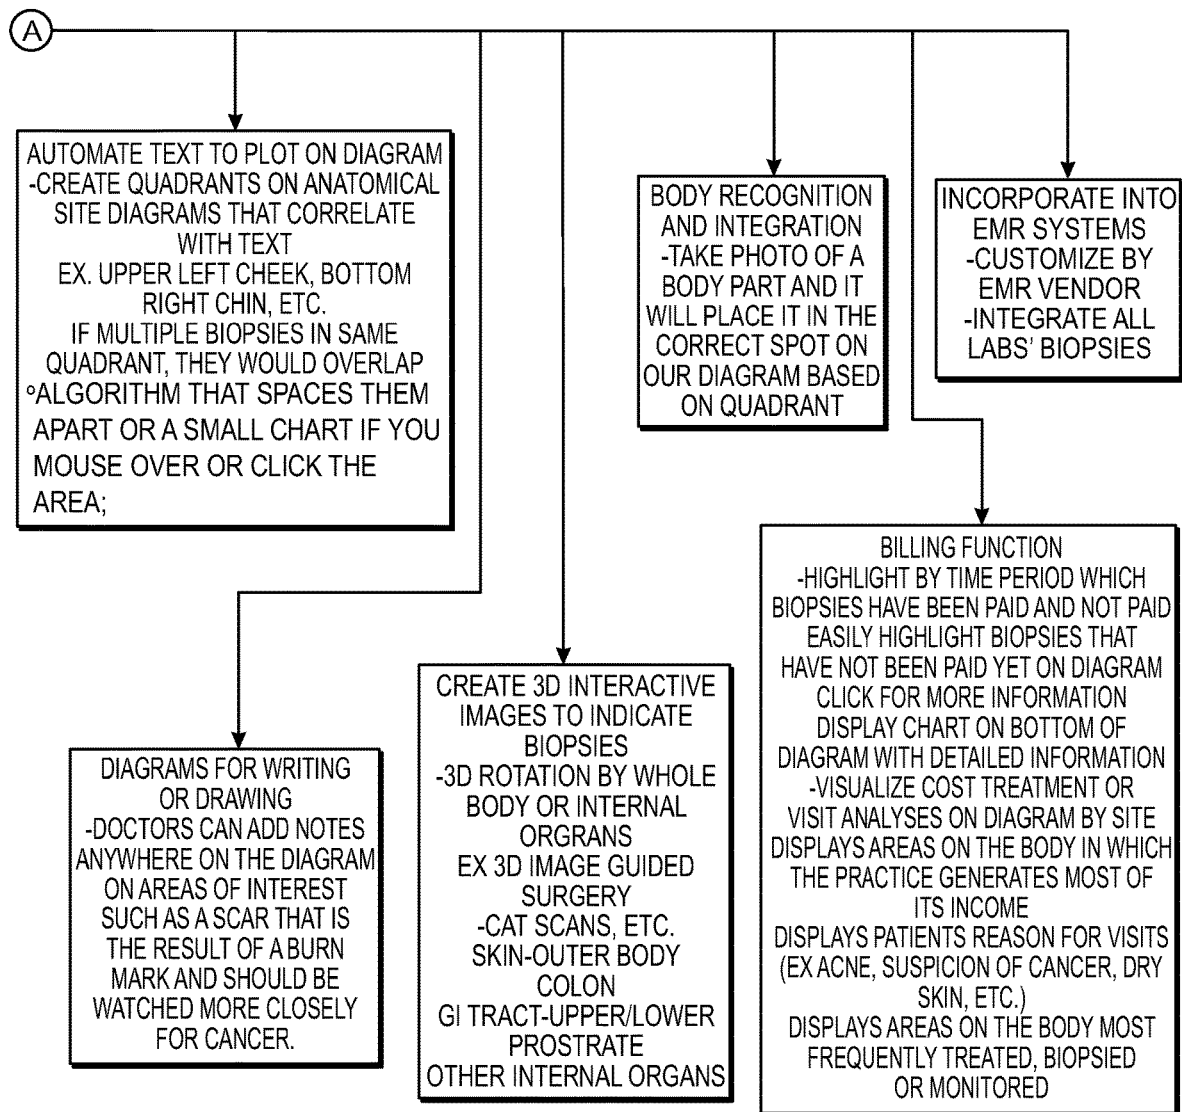 A
AUTOMATE TEXT TO PLOT ON DIAGRAM
-CREATE QUADRANTS ON ANATOMICAL
SITE DIAGRAMS THAT CORRELATE
WITH TEXT
EX. UPPER LEFT CHEEK, BOTTOM
RIGHT CHIN, ETC.
IF MULTIPLE BIOPSIES IN SAME
QUADRANT, THEY WOULD OVERLAP
ºALGORITHM THAT SPACES THEM
APART OR A SMALL CHART IF YOU
MOUSE OVER OR CLICK THE
AREA;
DIAGRAMS FOR WRITING
OR DRAWING
-DOCTORS CAN ADD NOTES
ANYWHERE ON THE DIAGRAM
ON AREAS OF INTEREST
SUCH AS A SCAR THAT IS
THE RESULT OF A BURN
MARK AND SHOULD BE
WATCHED MORE CLOSELY
FOR CANCER.
CREATE 3D INTERACTIVE
IMAGES TO INDICATE
BIOPSIES
-3D ROTATION BY WHOLE
BODY OR INTERNAL
ORGRANS
EX 3D IMAGE GUIDED
SURGERY
-CAT SCANS, ETC.
SKIN-OUTER BODY
COLON
GI TRACT-UPPER/LOWER
PROSTRATE
OTHER INTERNAL ORGANS
BODY RECOGNITION
AND INTEGRATION
-TAKE PHOTO OF A
BODY PART AND IT
WILL PLACE IT IN THE
CORRECT SPOT ON
OUR DIAGRAM BASED
ON QUADRANT
BILLING FUNCTION
-HIGHLIGHT BY TIME PERIOD WHICH
BIOPSIES HAVE BEEN PAID AND NOT PAID
EASILY HIGHLIGHT BIOPSIES THAT
HAVE NOT BEEN PAID YET ON DIAGRAM
CLICK FOR MORE INFORMATION
DISPLAY CHART ON BOTTOM OF
DIAGRAM WITH DETAILED INFORMATION
-VISUALIZE COST TREATMENT OR
VISIT ANALYSES ON DIAGRAM BY SITE
DISPLAYS AREAS ON THE BODY IN WHICH
THE PRACTICE GENERATES MOST OF
ITS INCOME
DISPLAYS PATIENTS REASON FOR VISITS
(EX ACNE, SUSPICION OF CANCER, DRY
SKIN, ETC.)
DISPLAYS AREAS ON THE BODY MOST
FREQUENTLY TREATED, BIOPSIED
OR MONITORED
INCORPORATE INTO
EMR SYSTEMS
-CUSTOMIZE BY
EMR VENDOR
-INTEGRATE ALL
LABS' BIOPSIES